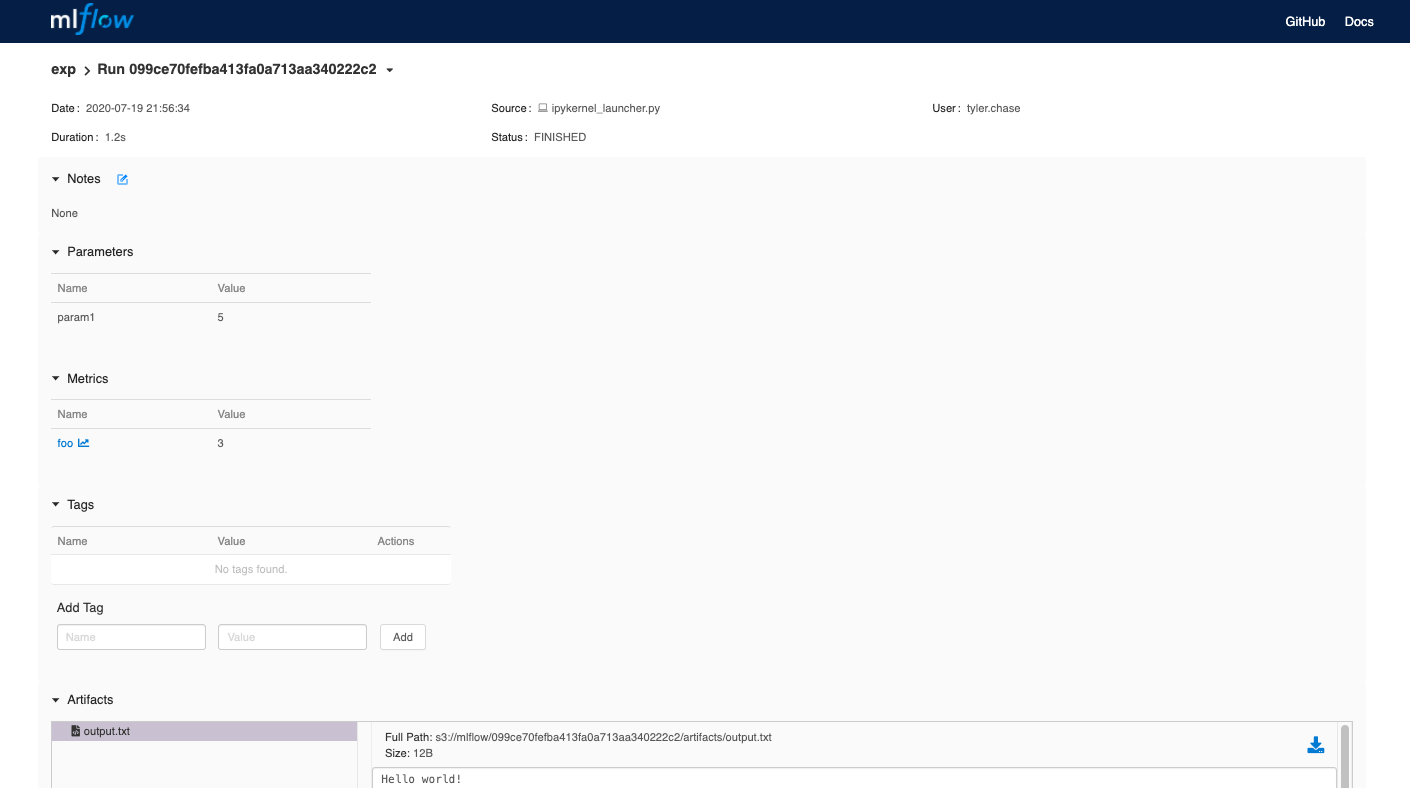 mlflow GitHub Docs
exp > Run 099ce70fefba413fa0a713aa340222c2
Date : 2020-07-19 21:56:34 Source : ipykernel_launcher.py User : tyler.chase
Duration : 1.2s Status : FINISHED
Notes
None
Parameters
Name Value
param1 5
Metrics
Name Value
foo 3
Tags
Name Value Actions
No tags found.
Add Tag
Name Value Add
Artifacts
output.txt
Full Path: s3://mlflow/099ce70fefba413fa0a713aa340222c2/artifacts/output.txt
Size: 12B
Hello world!